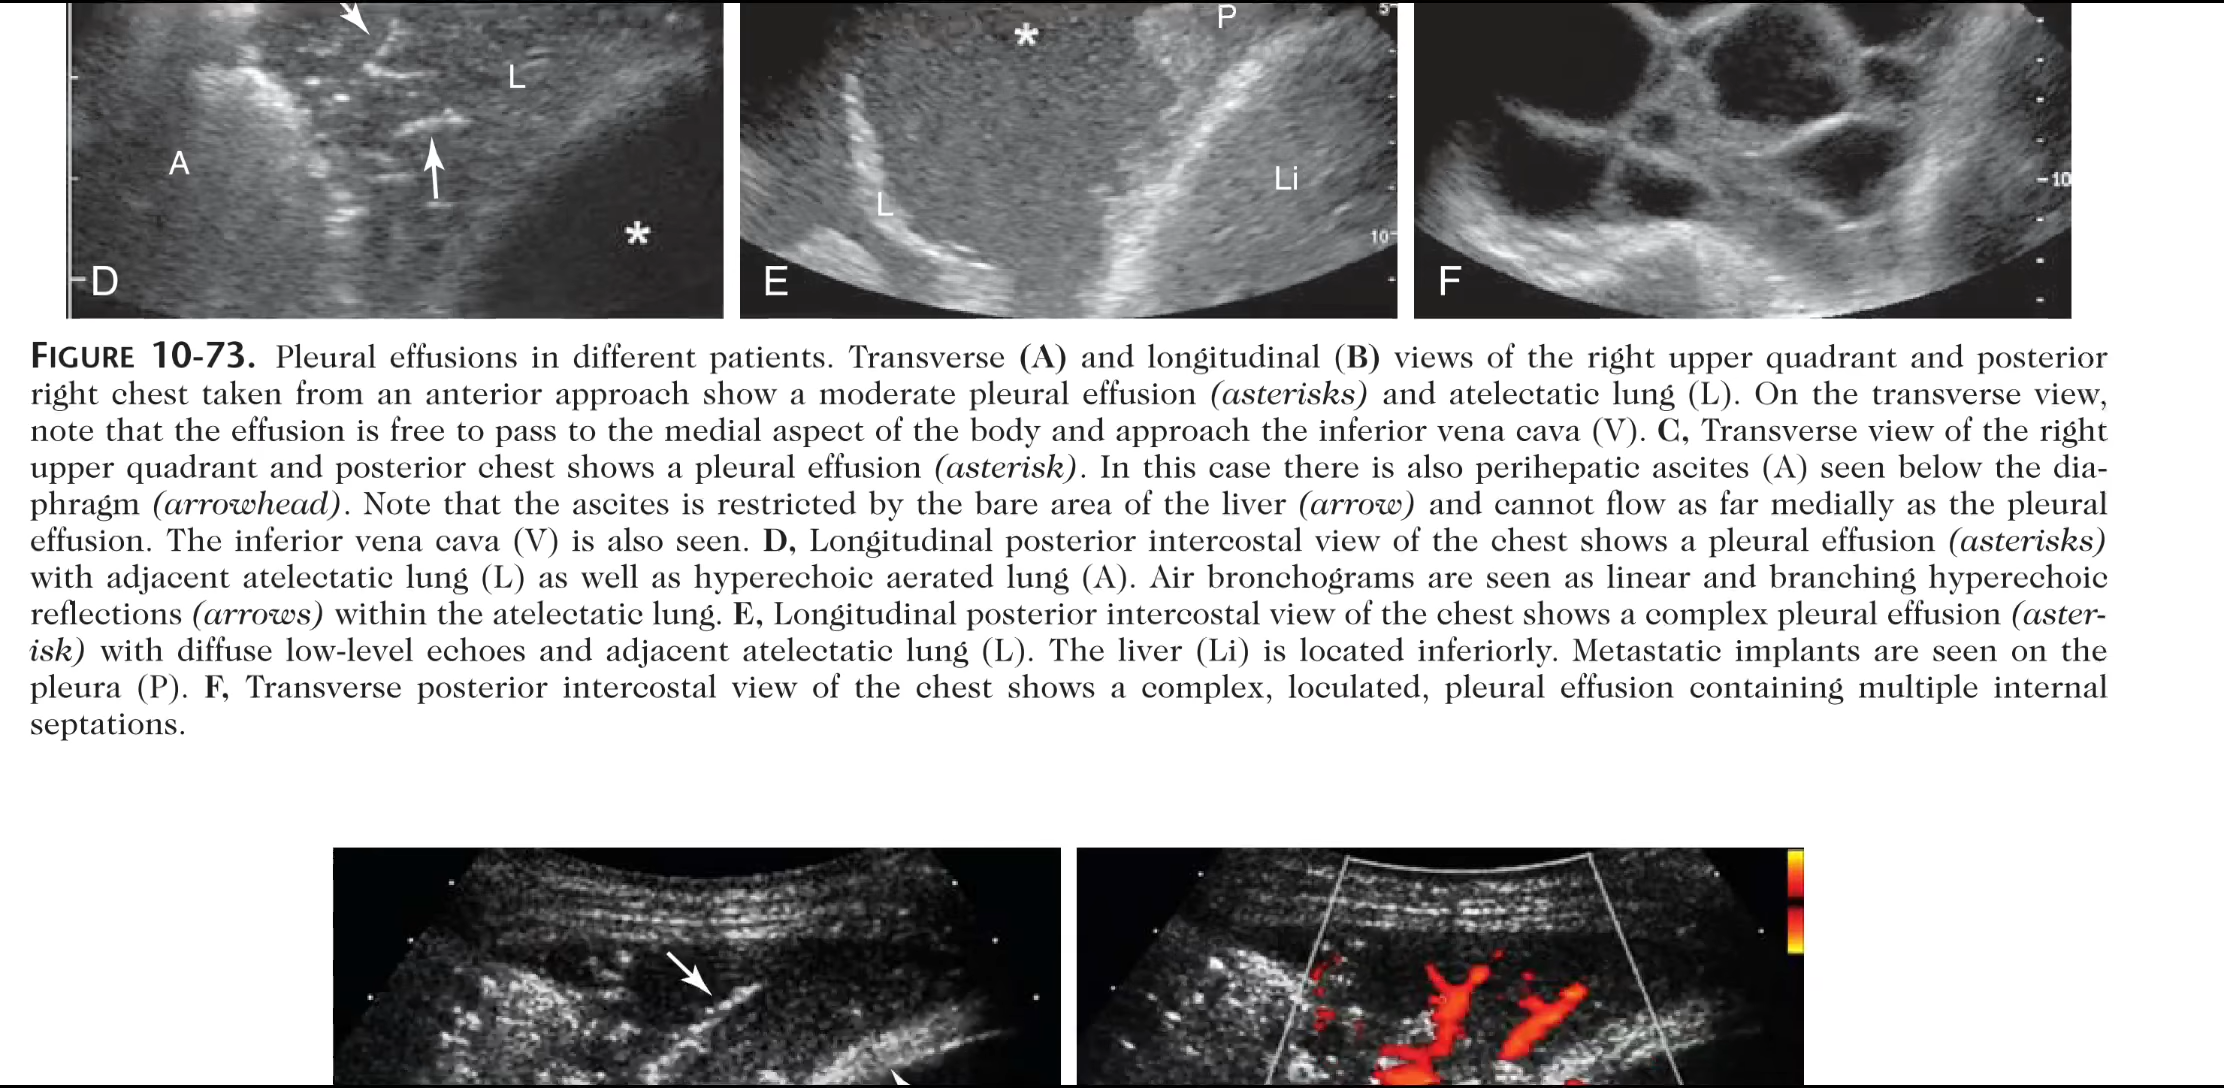 L
A
*
D
*
P
5
L
Li
10
E
10
F
FIGURE 10-73. Pleural effusions in different patients. Transverse (A) and longitudinal (B) views of the right upper quadrant and posterior
right chest taken from an anterior approach show a moderate pleural effusion (asterisks) and atelectatic lung (L). On the transverse view,
note that the effusion is free to pass to the medial aspect of the body and approach the inferior vena cava (V). C, Transverse view of the right
upper quadrant and posterior chest shows a pleural effusion (asterisk). In this case there is also perihepatic ascites (A) seen below the dia-
phragm (arrowhead). Note that the ascites is restricted by the bare area of the liver (arrow) and cannot flow as far medially as the pleural
effusion. The inferior vena cava (V) is also seen. D, Longitudinal posterior intercostal view of the chest shows a pleural effusion (asterisks)
with adjacent atelectatic lung (L) as well as hyperechoic aerated lung (A). Air bronchograms are seen as linear and branching hyperechoic
reflections (arrows) within the atelectatic lung. E, Longitudinal posterior intercostal view of the chest shows a complex pleural effusion (aster-
isk) with diffuse low-level echoes and adjacent atelectatic lung (L). The liver (Li) is located inferiorly. Metastatic implants are seen on the
pleura (P). F, Transverse posterior intercostal view of the chest shows a complex, loculated, pleural effusion containing multiple internal
septations.